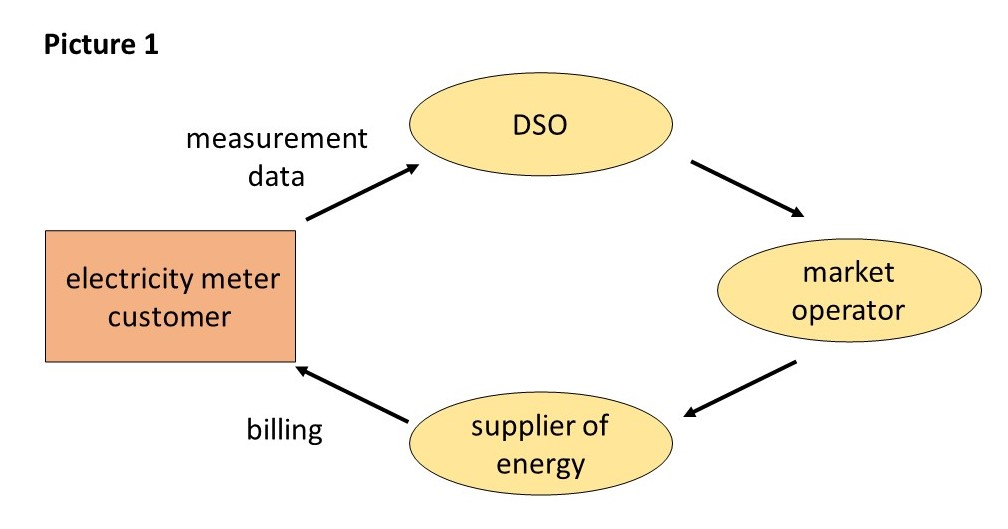 Picture 1
DSO
measurement
data
electricity meter
customer
market
operator
supplier of
energy
billing